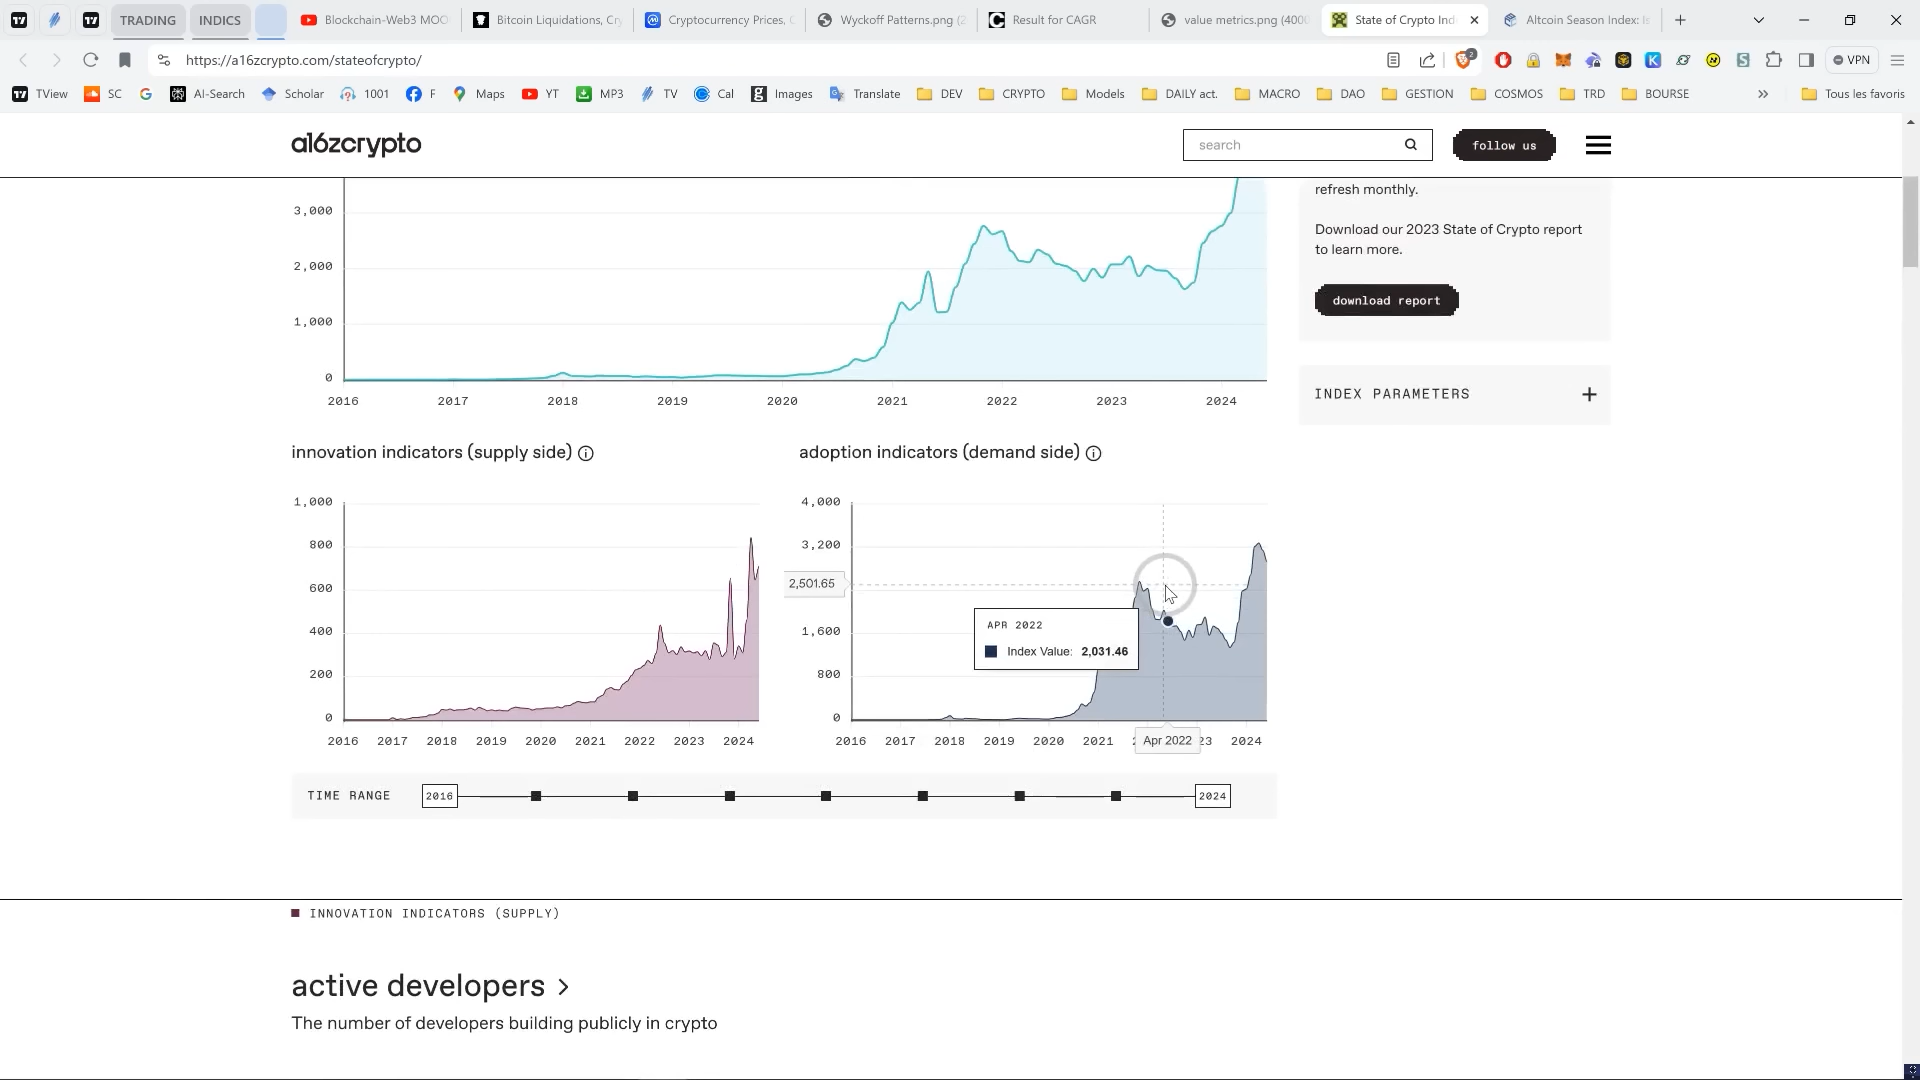 TRADING
INDICS
Blockchain-Web3 MOO
Bitcoin Liquidations, Cry
Cryptocurrency Prices, C
Wyckoff Patterns.png (2
Result for CAGR
value metrics.png (4000
State of Crypto Ind
Altcoin Season Index: Is
https://a16zcrypto.com/stateofcrypto/
2
VPN
TView
SC
AI-Search
Scholar
1001
F
Maps
YT
MP3
TV
Cal
Images
Translate
DEV
CRYPTO
Models
DAILY act.
MACRO
DAO
GESTION
COSMOS
TRD
BOURSE
Tous les favoris
a16zcrypto
search
follow us
refresh monthly.
Download our 2023 State of Crypto report
to learn more.
download report
INDEX PARAMETERS
3,000
2,000
1,000
0
2016 2017 2018 2019 2020 2021 2022 2023 2024
innovation indicators (supply side)
1,000
800
600
400
200
0
2016 2017 2018 2019 2020 2021 2022 2023 2024
adoption indicators (demand side)
4,000
3,200
2,501.65
1,600
800
0
APR 2022
Index Value: 2,031.46
2016 2017 2018 2019 2020 2021 2 Apr 2022 23 2024
TIME RANGE
2016
2024
INNOVATION INDICATORS (SUPPLY)
active developers >
The number of developers building publicly in crypto